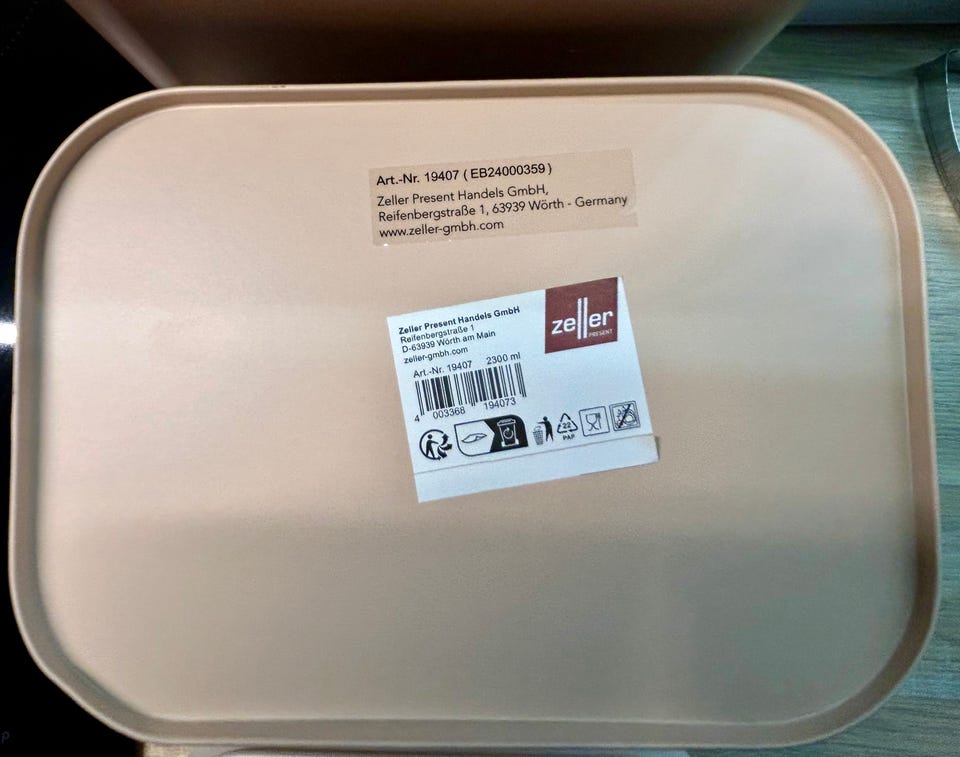 Art.-Nr. 19407 ( EB24000359 )
Zeller Present Handels GmbH,
Reifenbergstraße 1, 63939 Wörth - Germany
www.zeller-gmbh.com
Zeller Present Handels GmbH
Reifenbergstraße 1
D-63939 Wörth am Main
zeller-gmbh.com
zeller
PRESENT
Art.-Nr. 19407 2300 ml
4 003368 194073
22
PAP